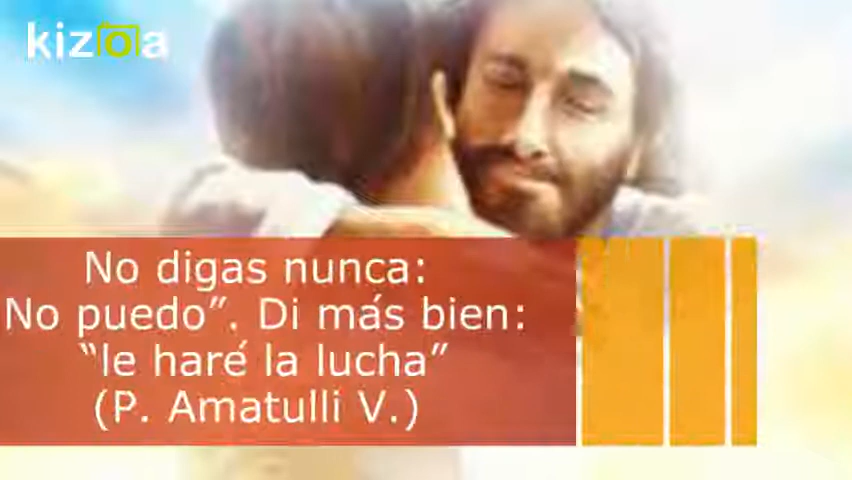 kizoa
No digas nunca:
No puedo”. Di más bien:
“le haré la lucha”
(P. Amatulli V.)